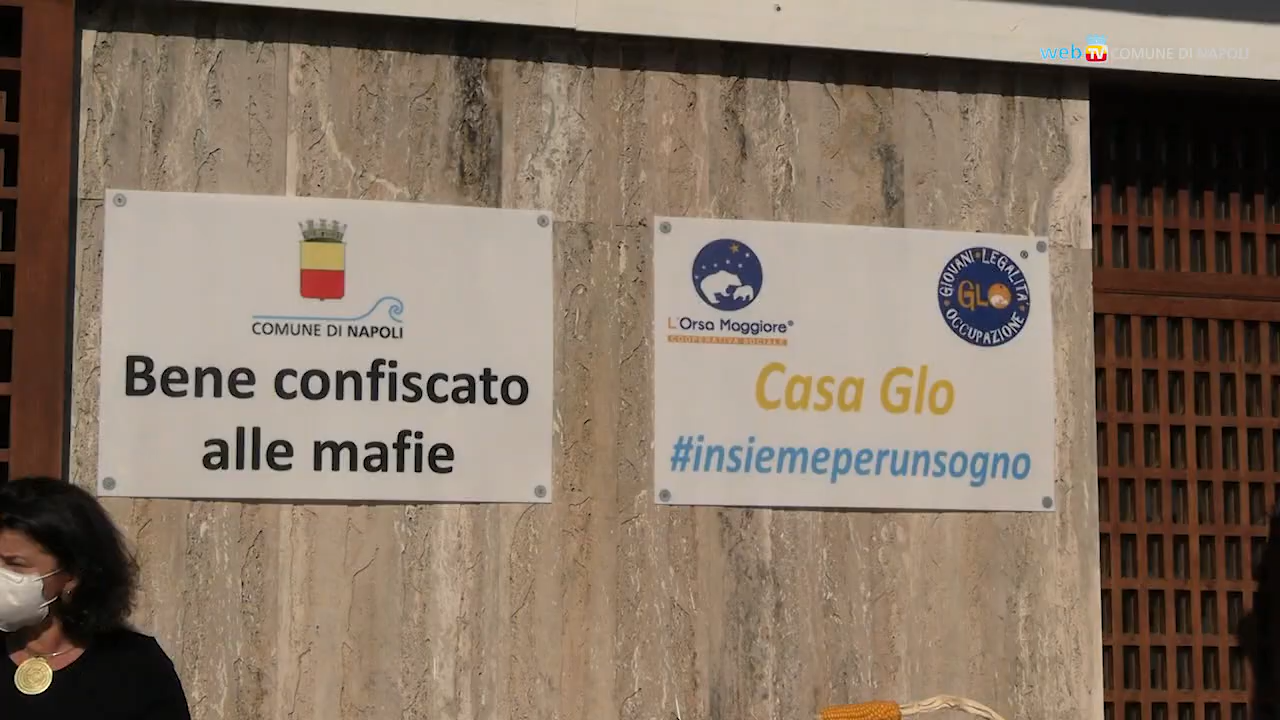 web TV COMUNE DI NAPOLI
COMUNE DI NAPOLI
Bene confiscato
alle mafie
L'Orsa Maggiore®
COOPERATIVA SOCIALE
GIOVANI LEGALITÀ
GLO
OCCUPAZIONE
®
Casa Glo
#insiemeperunsogno